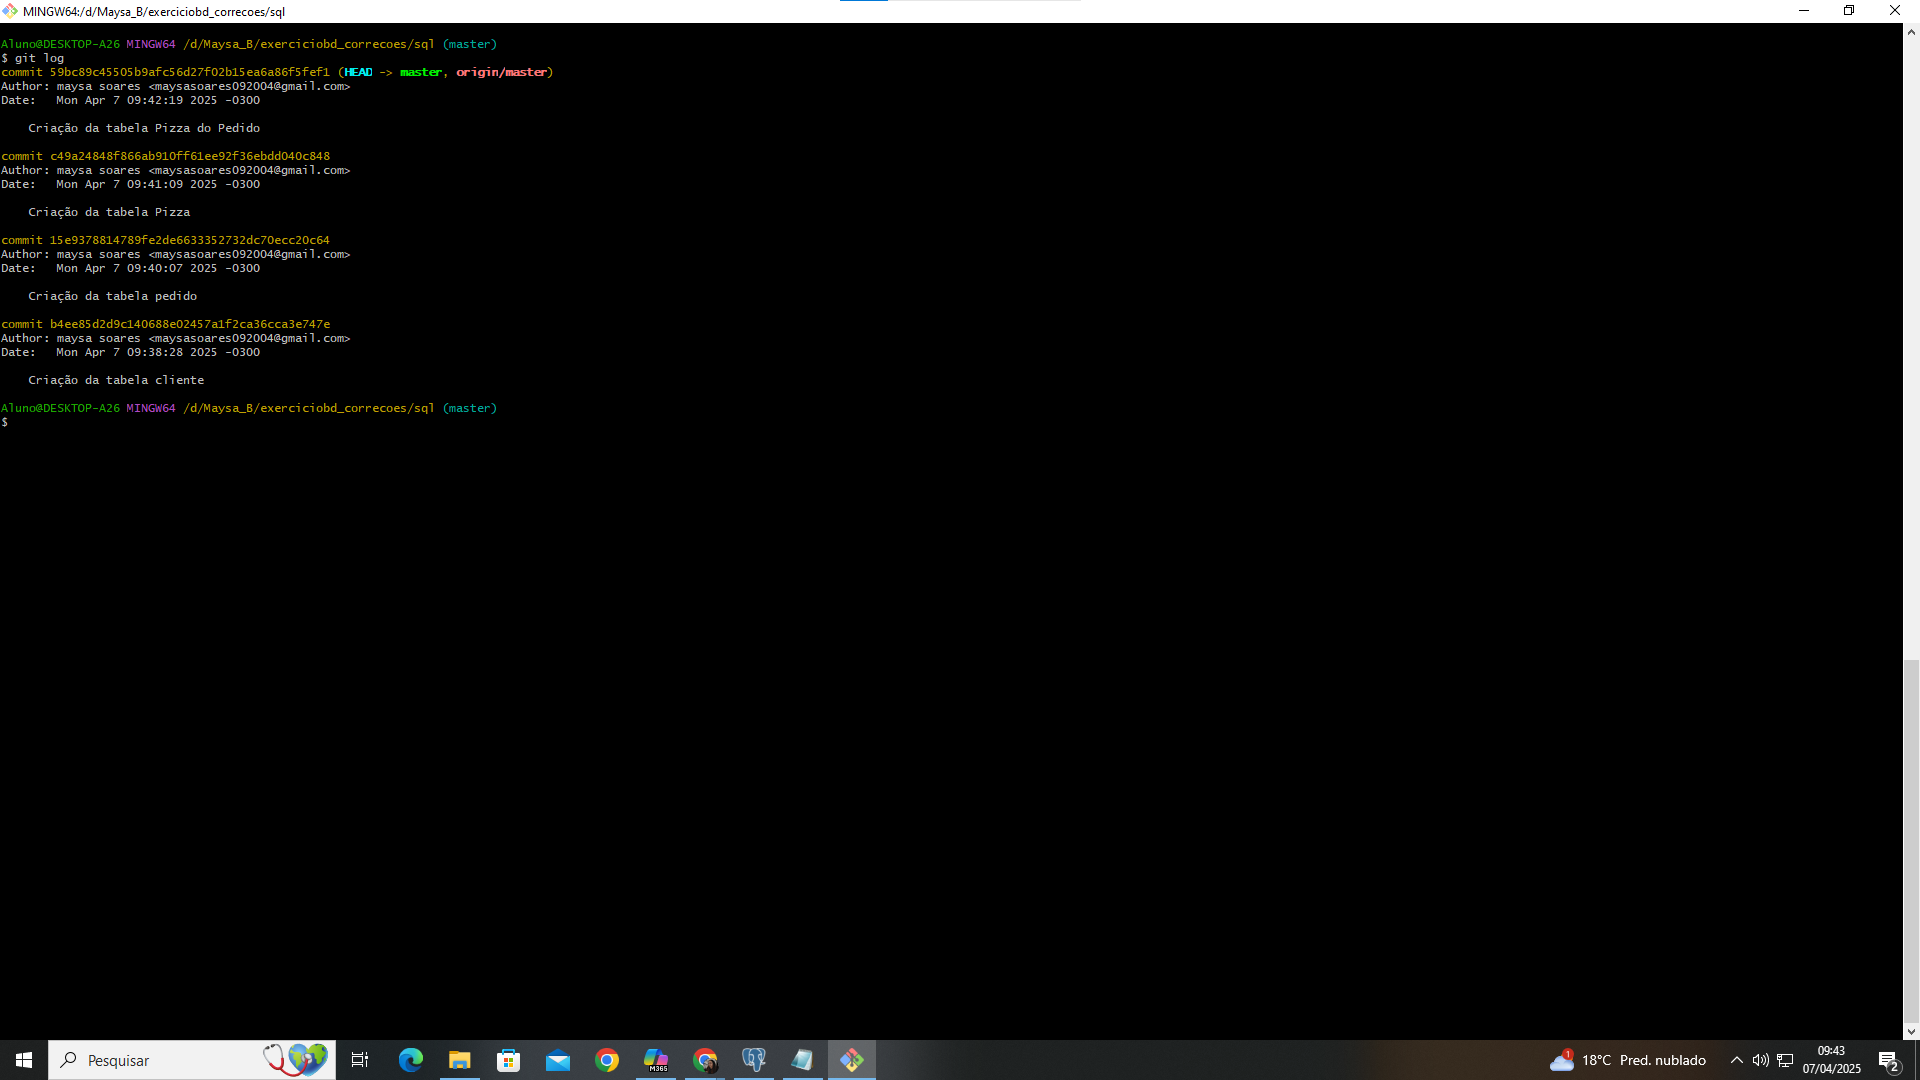 MINGW64:/d/Maysa_B/exerciciobd_correcoes/sql
Aluno@DESKTOP-A26 MINGW64 /d/Maysa_B/exerciciobd_correcoes/sql (master)
$ git log
commit 59bc89c45505b9afc56d27f02b15ea6a86f5fef1 (HEAD -> master, origin/master)
Author: maysa soares <maysasoares092004@gmail.com>
Date:   Mon Apr 7 09:42:19 2025 -0300
Criação da tabela Pizza do Pedido
commit c49a24848f866ab910ff61ee92f36ebdd040c848
Author: maysa soares <maysasoares092004@gmail.com>
Date:   Mon Apr 7 09:41:09 2025 -0300
Criação da tabela Pizza
commit 15e9378814789fe2de6633352732dc70ecc20c64
Author: maysa soares <maysasoares092004@gmail.com>
Date:   Mon Apr 7 09:40:07 2025 -0300
Criação da tabela pedido
commit b4ee85d2d9c140688e02457a1f2ca36cca3e747e
Author: maysa soares <maysasoares092004@gmail.com>
Date:   Mon Apr 7 09:38:28 2025 -0300
Criação da tabela cliente
Aluno@DESKTOP-A26 MINGW64 /d/Maysa_B/exerciciobd_correcoes/sql (master)
$
Pesquisar
M365
1
18°C Pred. nublado
09:43
07/04/2025
2